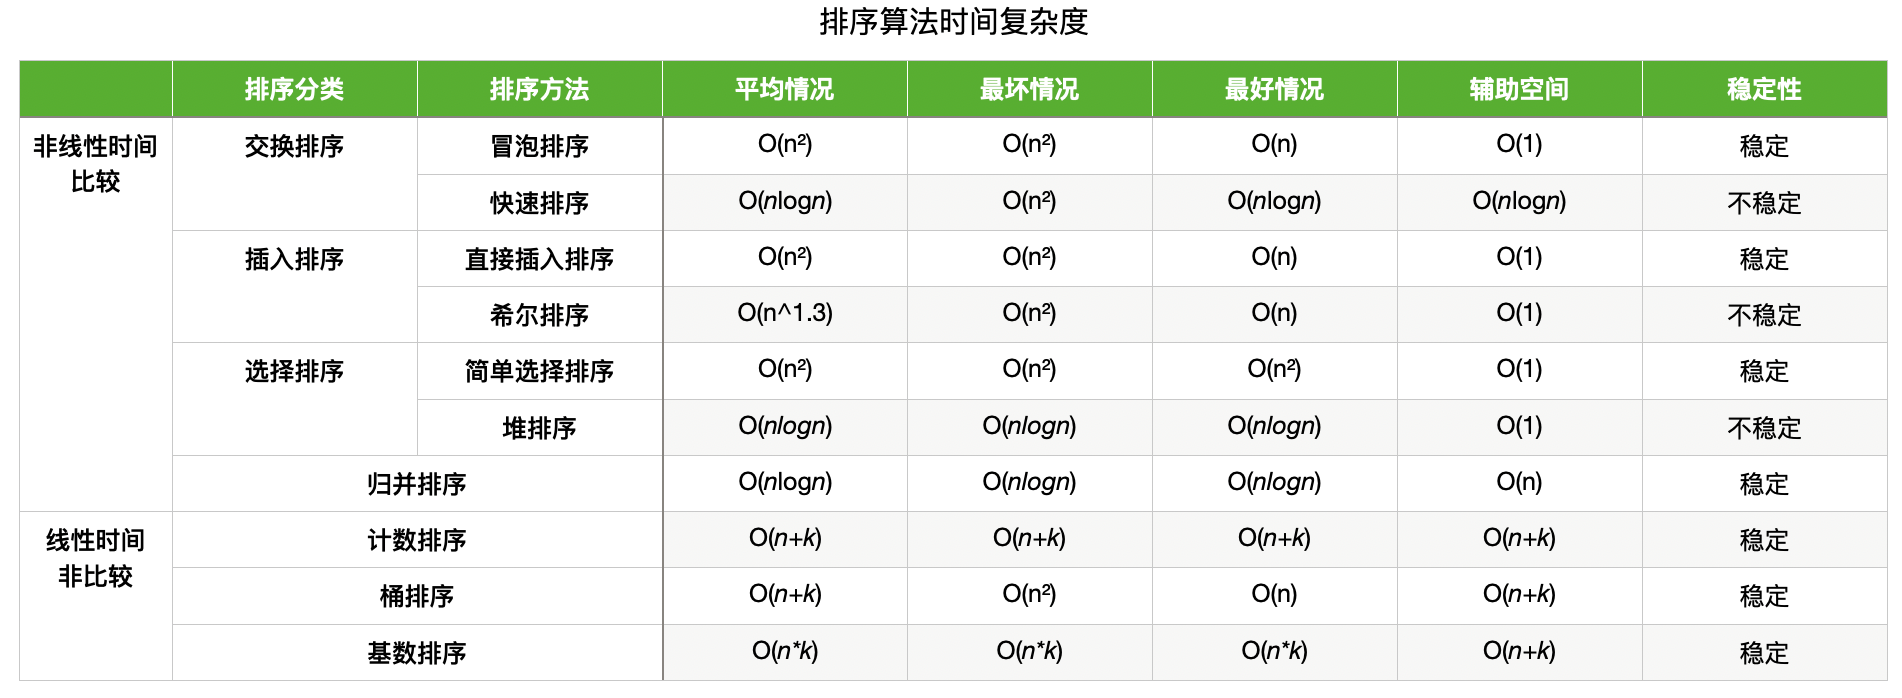 排序算法时间复杂度
排序分类 排序方法 平均情况 最坏情况 最好情况 辅助空间 稳定性
非线性时间
比较
交换排序 冒泡排序 O(n²) O(n²) O(n) O(1) 稳定
快速排序 O(nlogn) O(n²) O(nlogn) O(nlogn) 不稳定
插入排序 直接插入排序 O(n²) O(n²) O(n) O(1) 稳定
希尔排序 O(n^1.3) O(n²) O(n) O(1) 不稳定
选择排序 简单选择排序 O(n²) O(n²) O(n²) O(1) 稳定
堆排序 O(nlogn) O(nlogn) O(nlogn) O(1) 不稳定
归并排序 O(nlogn) O(nlogn) O(nlogn) O(n) 稳定
线性时间
非比较
计数排序 O(n+k) O(n+k) O(n+k) O(n+k) 稳定
桶排序 O(n+k) O(n²) O(n) O(n+k) 稳定
基数排序 O(n*k) O(n*k) O(n*k) O(n+k) 稳定